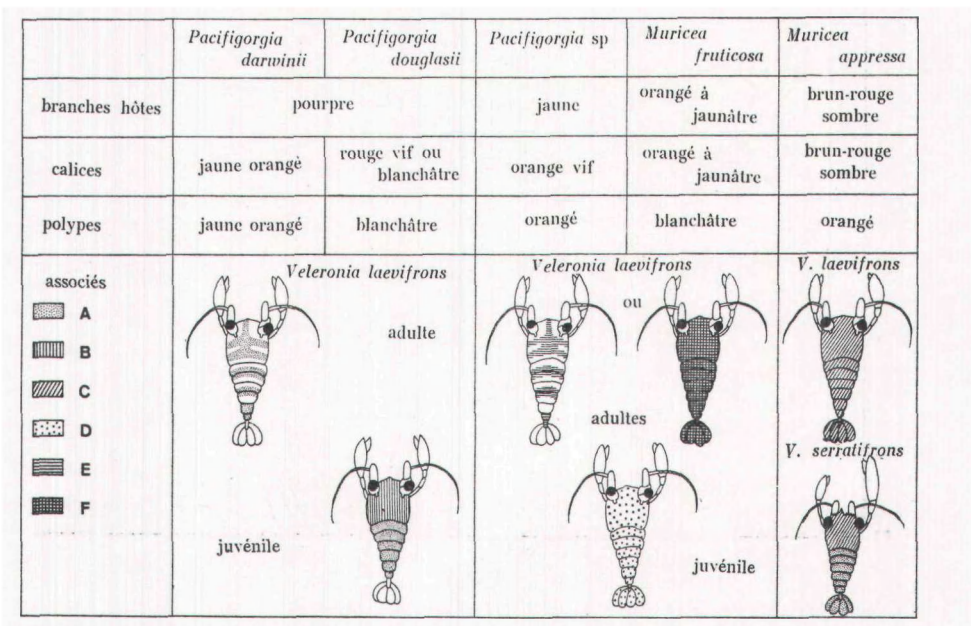 Pacifigorgia darwinii
Pacifigorgia douglasii
Pacifigorgia sp
Muricea fruticosa
Muricea appressa
branches hôtes
pourpre
jaune
orangé à jaunâtre
brun-rouge sombre
calices
jaune orangé
rouge vif ou blanchâtre
orange vif
orangé à jaunâtre
brun-rouge sombre
polypes
jaune orangé
blanchâtre
orangé
blanchâtre
orangé
associés
A
B
C
D
E
F
Veleronia laevifrons
adulte
juvénile
Veleronia laevifrons
ou
adultes
juvénile
V. laevifrons
V. serratifrons